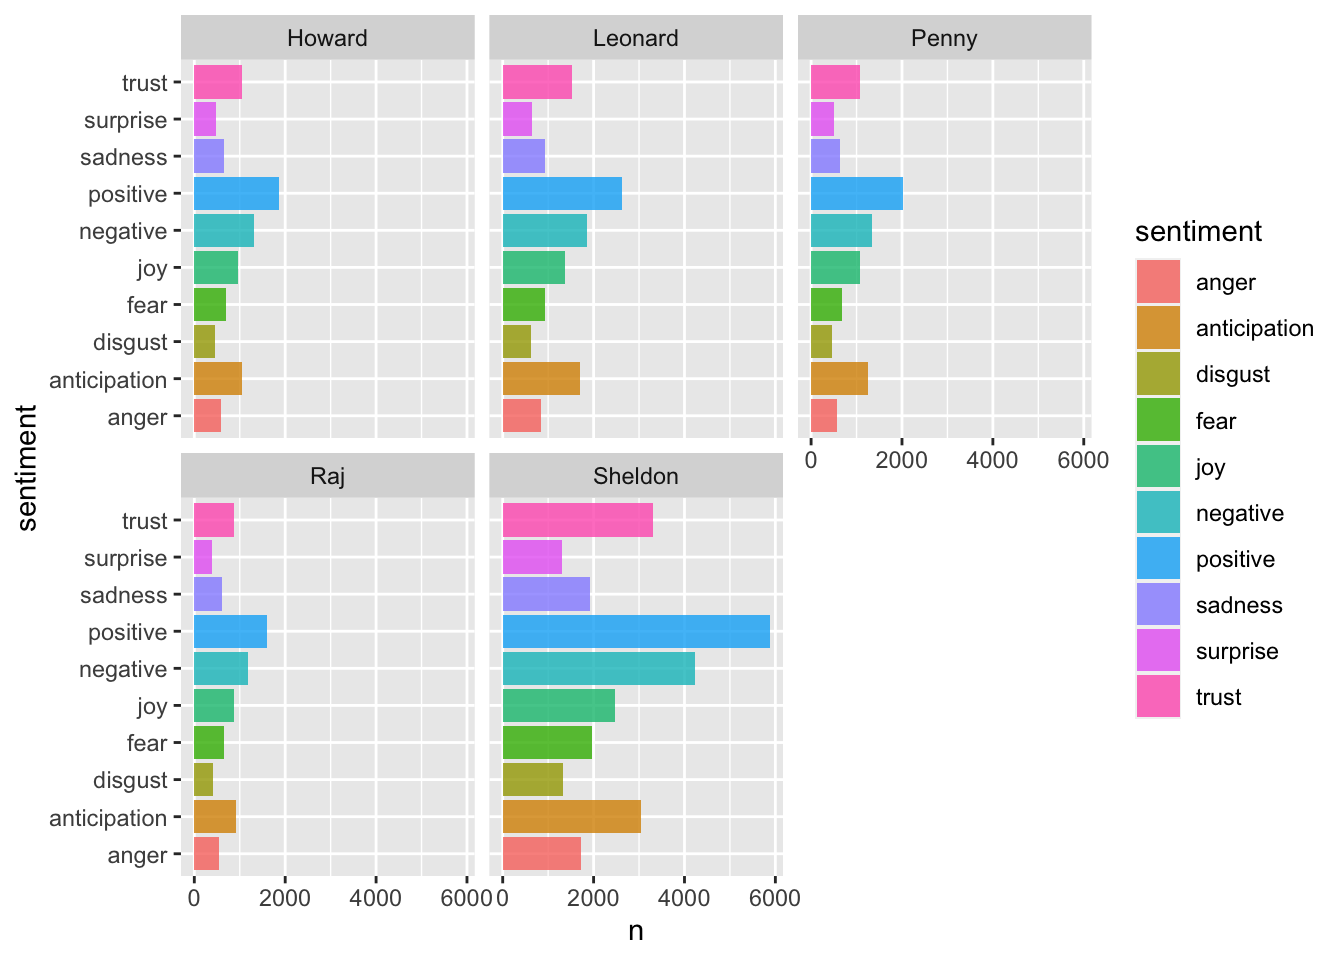 Howard
Leonard
Penny
trust
surprise
sadness
positive
negative
joy
fear
disgust
anticipation
anger
0 2000 4000 6000
Raj
Sheldon
trust
surprise
sadness
positive
negative
joy
fear
disgust
anticipation
anger
0 2000 4000 6000
0 2000 4000 6000
n
sentiment
sentiment
anger
anticipation
disgust
fear
joy
negative
positive
sadness
surprise
trust